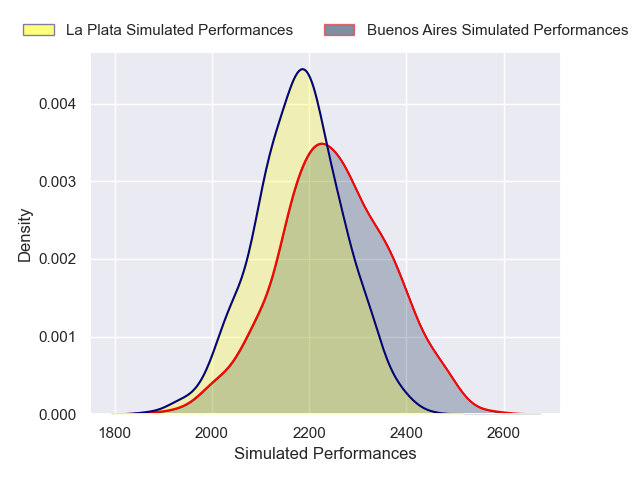 La Plata Simulated Performances
Buenos Aires Simulated Performances
0.004
0.003
0.002
0.001
0.000
Density
1800 2000 2200 2400 2600
Simulated Performances